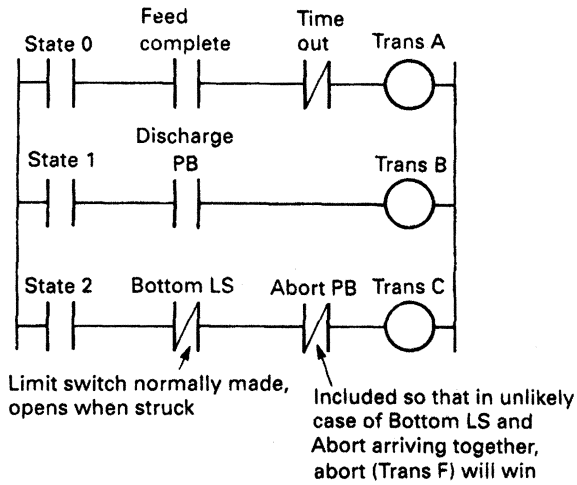 Feed
complete
Time
out
State 0
Trans A
Discharge
PB
State 1
Trans B
State 2
Bottom LS
Abort PB
Trans C
Limit switch normally made,
opens when struck
Included so that in unlikely
case of Bottom LS and
Abort arriving together,
abort (Trans F) will win